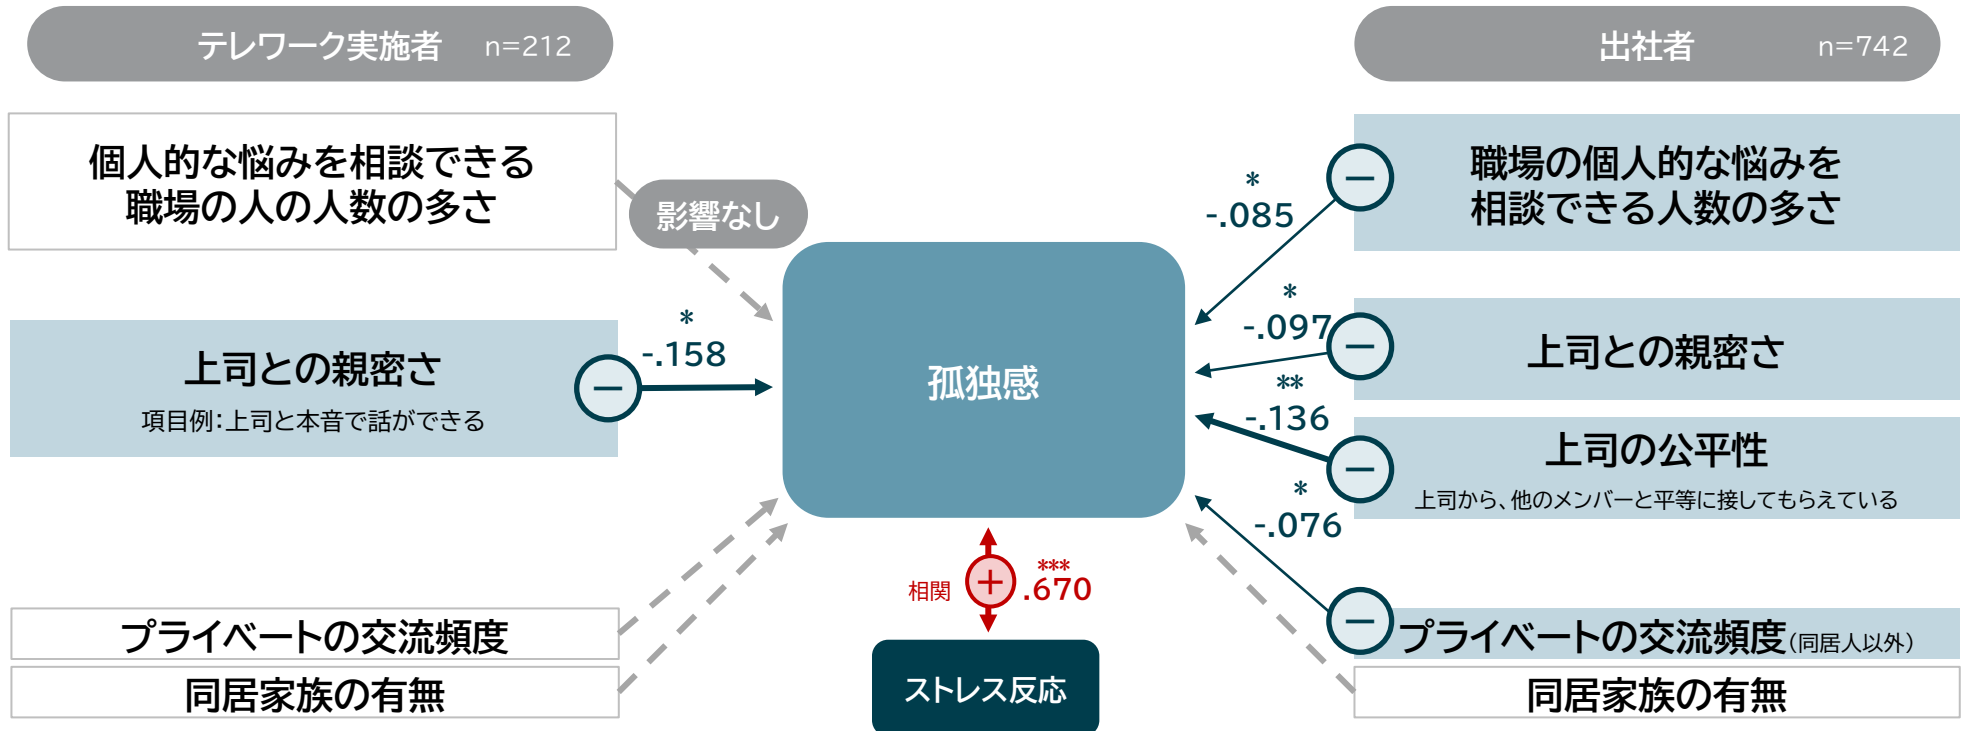 テレワーク実施者 n=212
個人的な悩みを相談できる
職場の人の人数の多さ
影響なし
上司との親密さ
項目例：上司と本音で話ができる
*
-.158
プライベートの交流頻度
同居家族の有無
孤独感
相関
+
***
.670
ストレス反応
出社者 n=742
職場の個人的な悩みを
相談できる人数の多さ
−
*
-.085
上司との親密さ
−
*
-.097
上司の公平性
上司から、他のメンバーと平等に接してもらえている
−
**
-.136
プライベートの交流頻度（同居人以外）
−
*
-.076
同居家族の有無
−